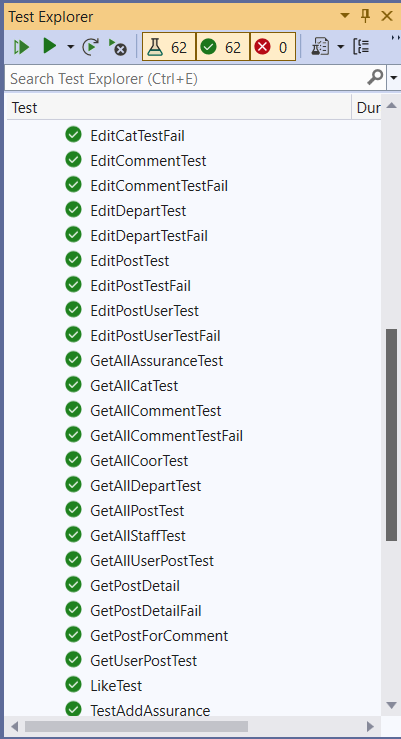 Test Explorer
62 62 0
Search Test Explorer (Ctrl+E)
Test Dur
EditCatTestFail
EditCommentTest
EditCommentTestFail
EditDepartTest
EditDepartTestFail
EditPostTest
EditPostTestFail
EditPostUserTest
EditPostUserTestFail
GetAllAssuranceTest
GetAllCatTest
GetAllCommentTest
GetAllCommentTestFail
GetAllCoorTest
GetAllDepartTest
GetAllPostTest
GetAllStaffTest
GetAllUserPostTest
GetPostDetail
GetPostDetailFail
GetPostForComment
GetUserPostTest
LikeTest
TestAddAssurance